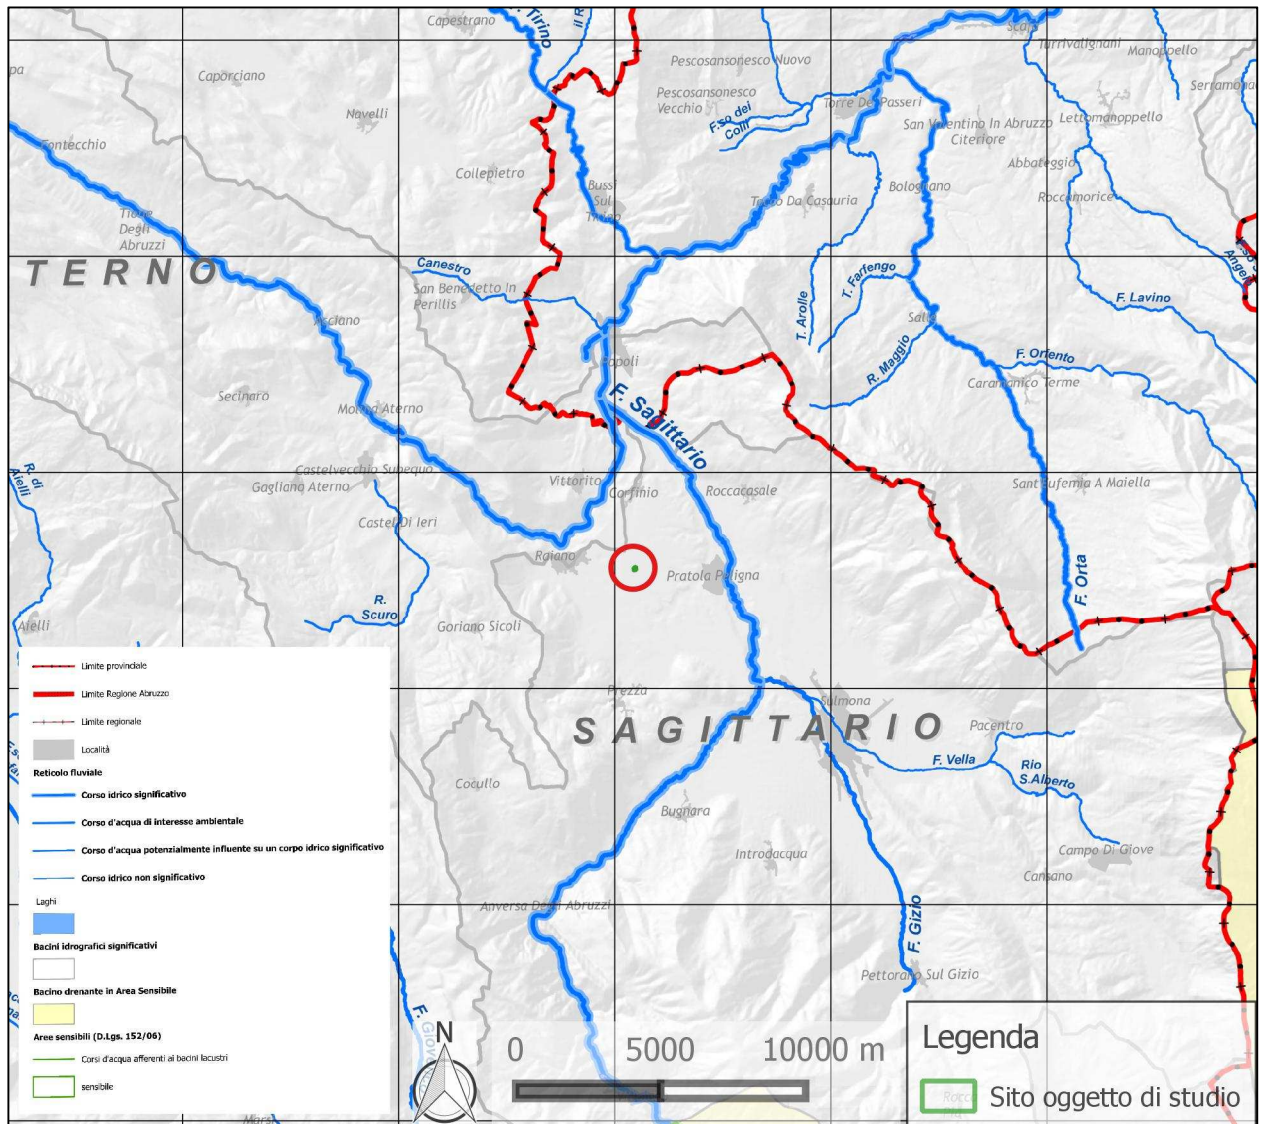 Capestrano
F. Tirino
Scafa
Turrivalignani
Manoppello
Pescosansonesco Nuovo
Caporciano
Pescosansonesco
Vecchio
Navelli
Torre De' Passeri
F.so dei
Colli
San Valentino In Abruzzo
Citeriore
Lettomanoppello
Fontecchio
Abbateggio
Collepietro
Bussi
Sul
Tirino
Bolognano
Tocco Da Casauria
Roccamorice
Tione
Degli
Abruzzi
TERNO
Canestro
San Benedetto In
Perillis
T. Farfengo
T. Arolle
F. Lavino
Acciano
Salle
Popoli
R. Maggio
F. Orfento
Caramanico Terme
Secinaro
Molina Aterno
F. Sagittario
Castelvecchio Subequo
Gagliano Aterno
R. di
Aielli
Vittorito
Corfinio
Roccacasale
Sant'Eufemia A Maiella
Castel Di Ieri
Raiano
Pratola Peligna
F. Orta
R.
Scuro
Goriano Sicoli
Aielli
Prezza
Sulmona
SAGITTARIO
Pacentro
F. Vella
Rio
S.Alberto
Cocullo
Bugnara
Introdacqua
Campo Di Giove
Cansano
Anversa Degli Abruzzi
F. Gizio
Pettorano Sul Gizio
Limite provinciale
Limite Regione Abruzzo
Limite regionale
Località
Reticolo fluviale
Corso idrico significativo
Corso d'acqua di interesse ambientale
Corso d'acqua potenzialmente influente su un corpo idrico significativo
Corso idrico non significativo
Laghi
Bacini idrografici significativi
Bacino drenante in Area Sensibile
Aree sensibili (D.Lgs. 152/06)
Corsi d'acqua afferenti ai bacini lacustri
sensibile
N
0 5000 10000 m
Legenda
Sito oggetto di studio